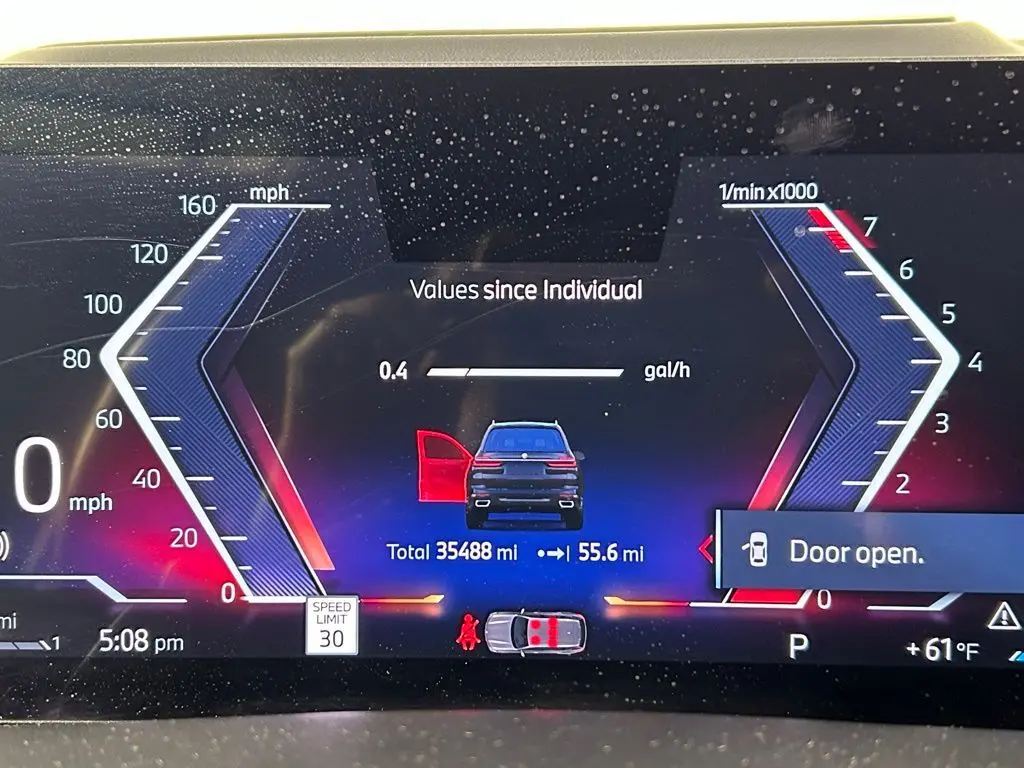 mph
160
120
100
80
60
40
20
0
0 mph
1/min x1000
7
6
5
4
3
2
0
Values since Individual
0.4 gal/h
Total 35488 mi 55.6 mi
Door open.
SPEED
LIMIT
30
mi
1
5:08 pm
P
+61°F